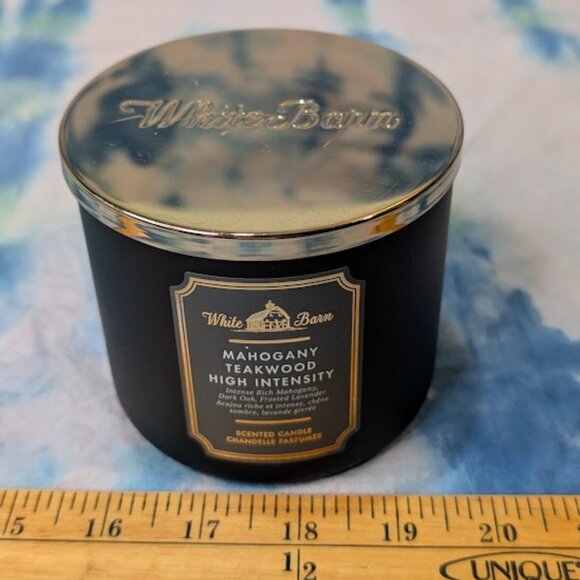 White Barn
White Barn
MAHOGANY
TEAKWOOD
HIGH INTENSITY
Intense Rich Mahogany,
Dark Oak, Frosted Lavender
Acajou riche et intense, chêne
sombre, lavande givrée
SCENTED CANDLE
CHANDELLE PARFUMÉE
5 16 17 18 19 20
1/2 UNIQUE